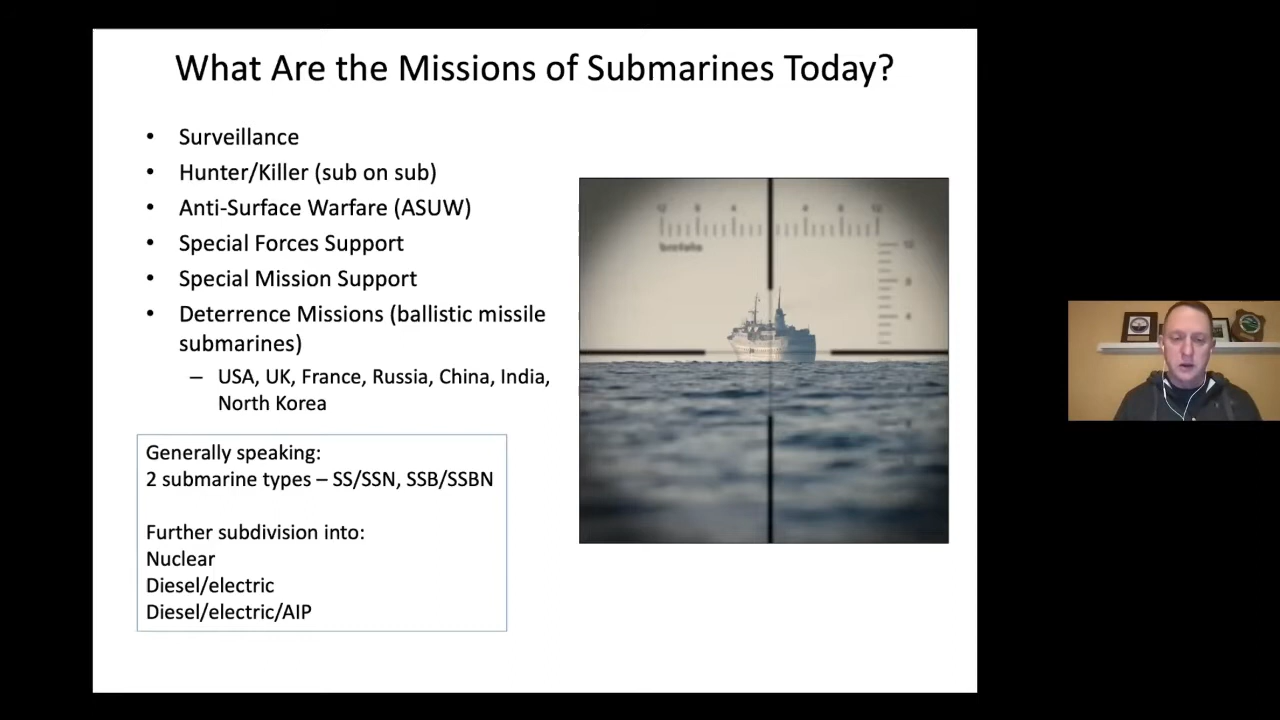 What Are the Missions of Submarines Today?
• Surveillance
• Hunter/Killer (sub on sub)
• Anti-Surface Warfare (ASUW)
• Special Forces Support
• Special Mission Support
• Deterrence Missions (ballistic missile
submarines)
– USA, UK, France, Russia, China, India,
North Korea
Generally speaking:
2 submarine types – SS/SSN, SSB/SSBN
Further subdivision into:
Nuclear
Diesel/electric
Diesel/electric/AIP